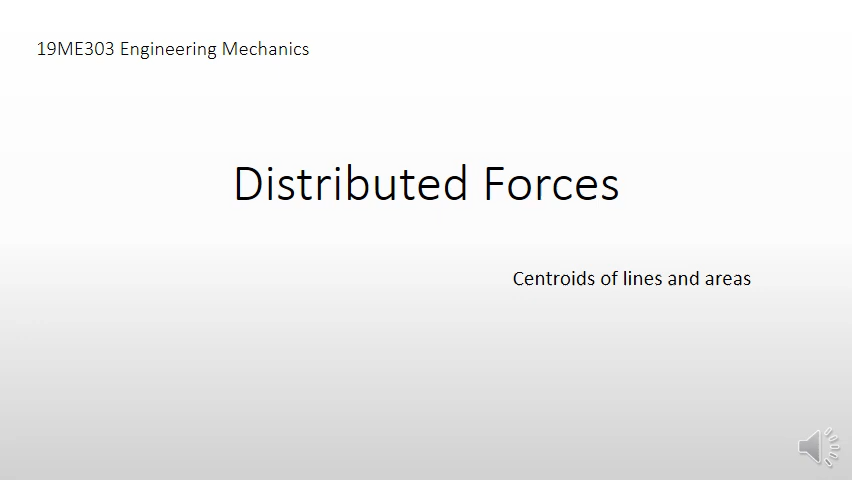 19ME303 Engineering Mechanics
Distributed Forces
Centroids of lines and areas